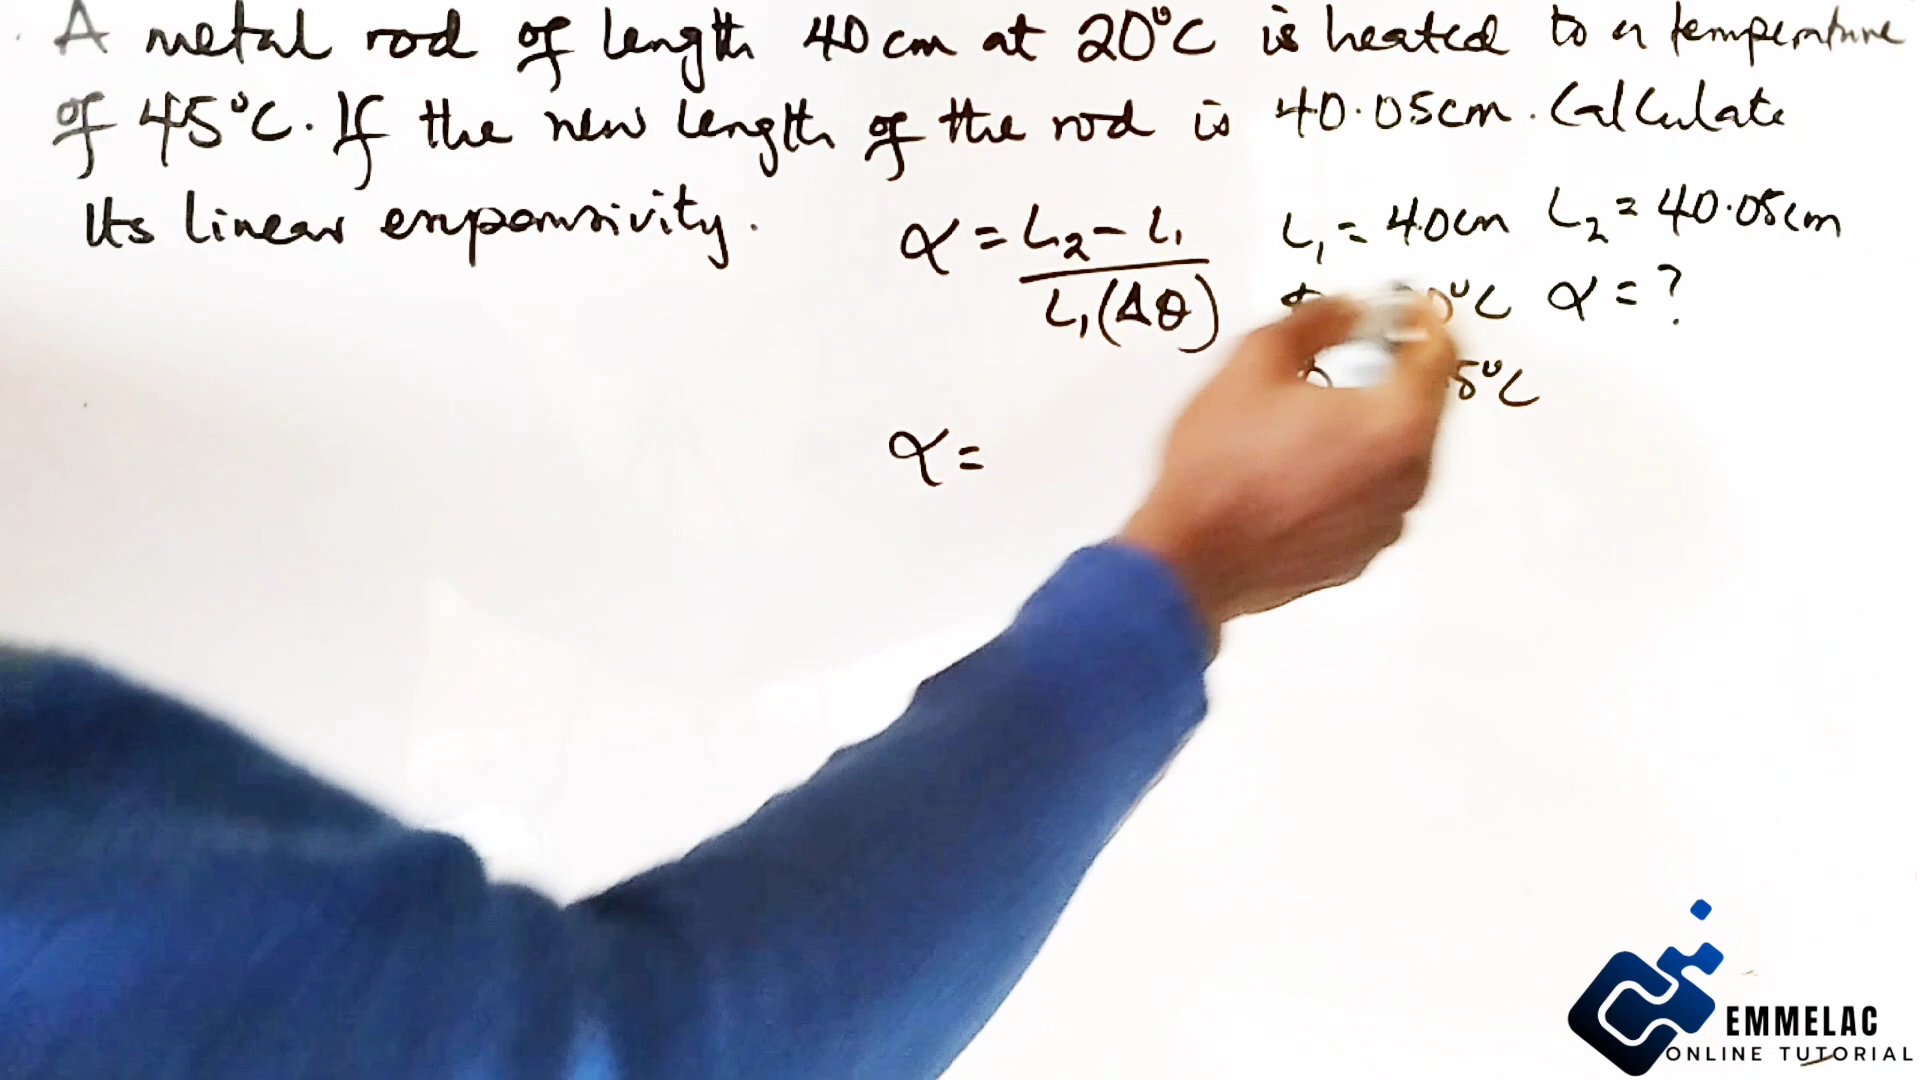 A metal rod of length 40cm at 20°C is heated to a temperature
of 45°C. If the new length of the rod is 40.05cm. Calculate
Its linear expansivity.
α = L₂ - L₁
L₁(Δθ)
L₁ = 40cm L₂ = 40.05cm
°C α = ?
5°C
α =
EMMELAC
ONLINE TUTORIAL